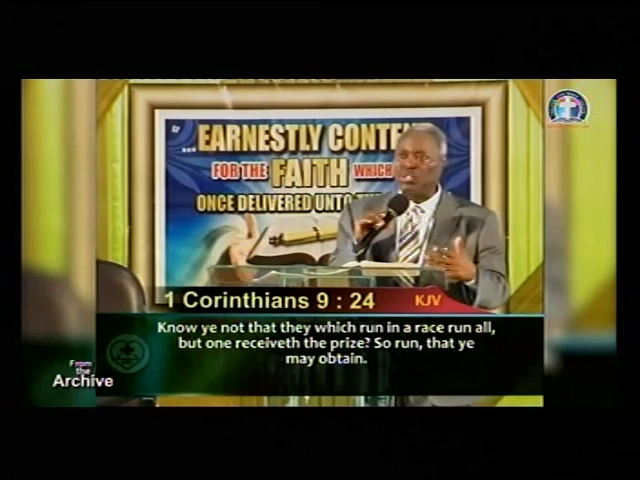 ...EARNESTLY CONTEN
FOR THE FAITH WHICH
ONCE DELIVERED UNTO
1 Corinthians 9 : 24
KJV
Know ye not that they which run in a race run all,
but one receiveth the prize? So run, that ye
may obtain.
From
the
Archive